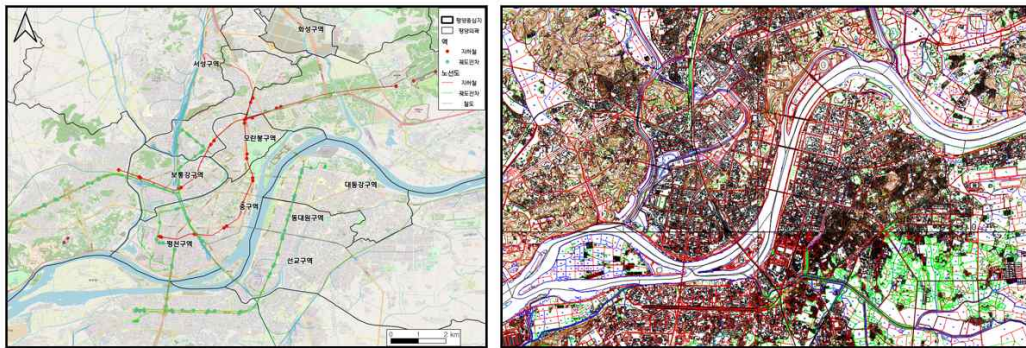 화성구역
서성구역
모란봉구역
보통강구역
대동강구역
중구역
동대원구역
평천구역
선교구역
평양중심지
평양외곽
역
지하철
궤도전차
노선도
지하철
궤도전차
철도
0 1 2 km